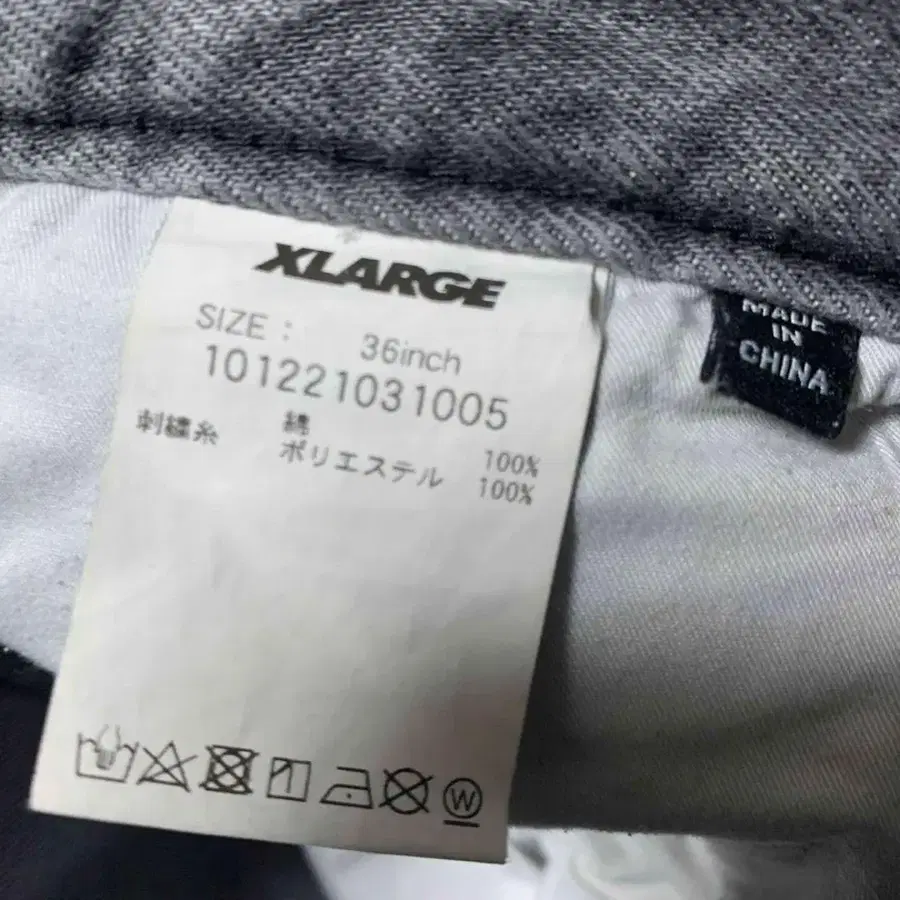 XLARGE
SIZE : 36inch
101221031005
綿 100%
刺繍糸 ポリエステル 100%
W
MADE
IN
CHINA